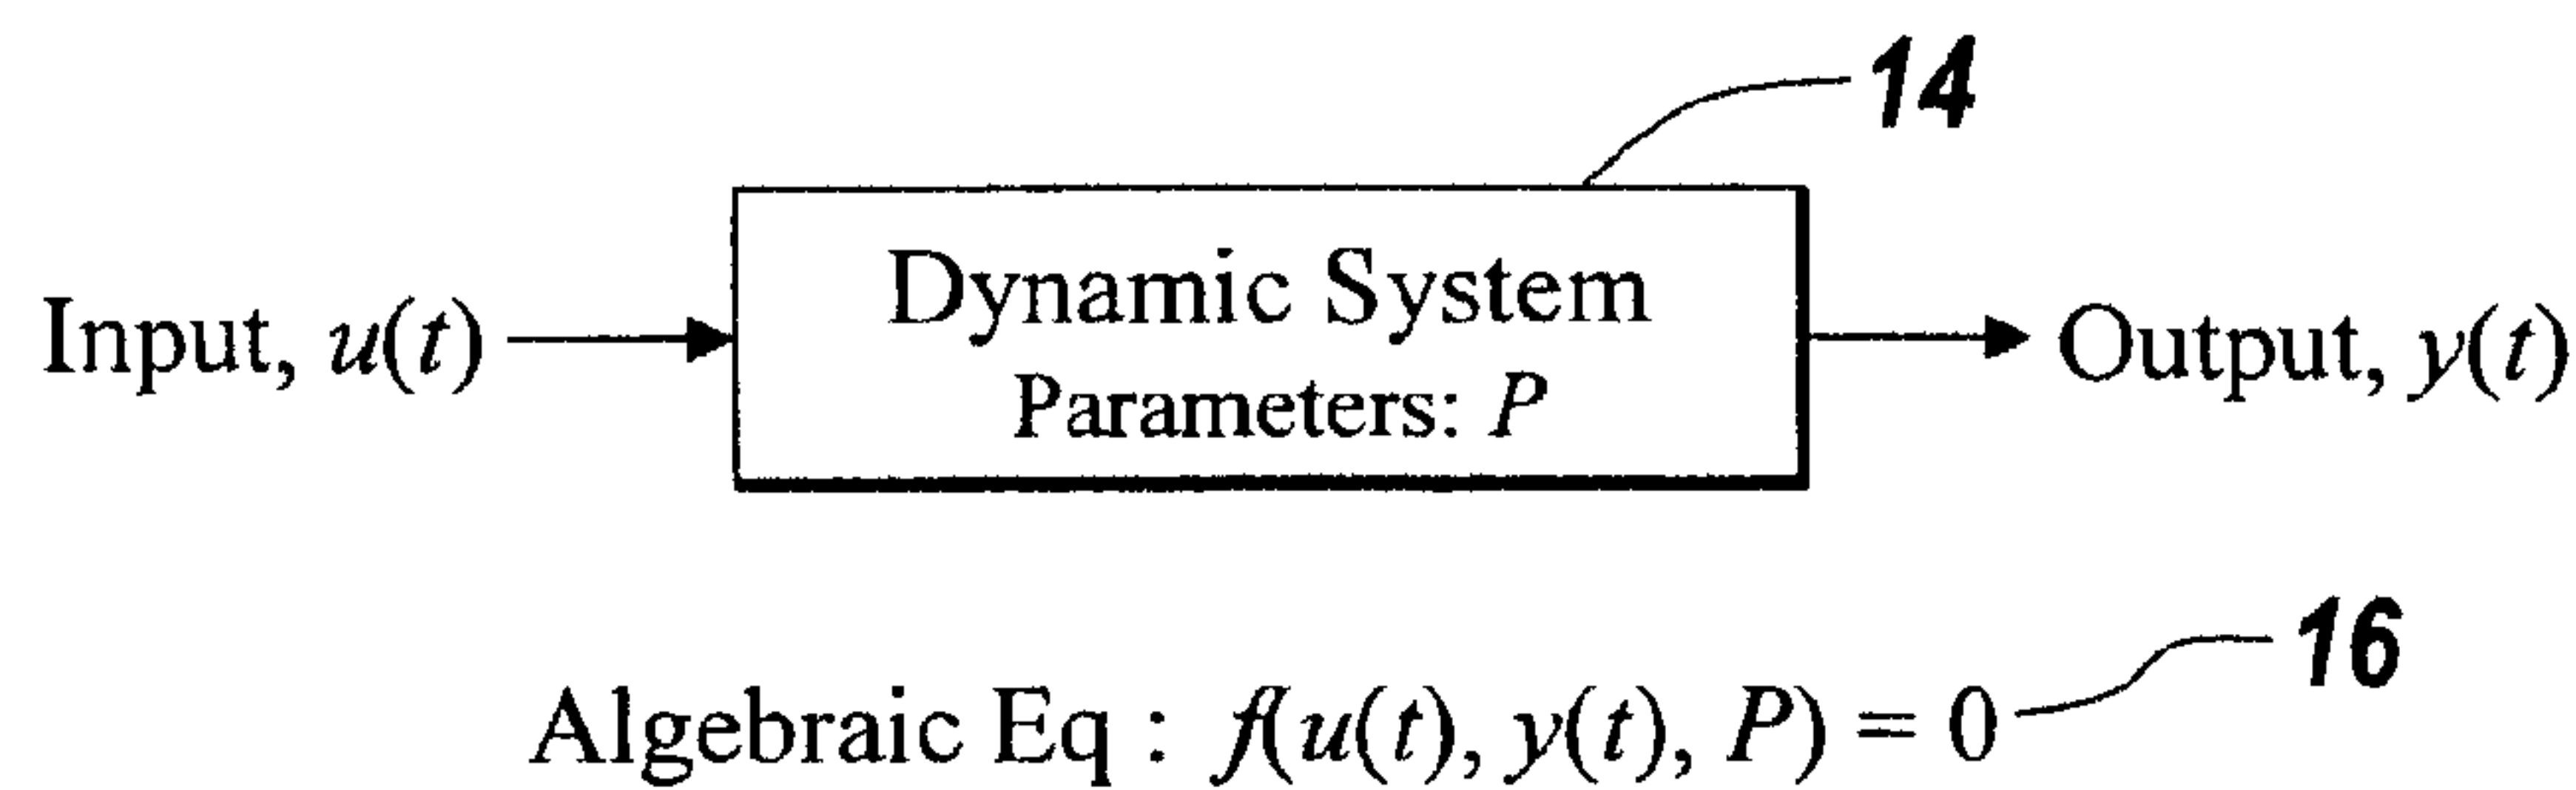 14
Dynamic System
Input, u(t)
Output, y(t)
Parameters: P
16
Algebraic Eq : f(u(t), y(t), P) = 0